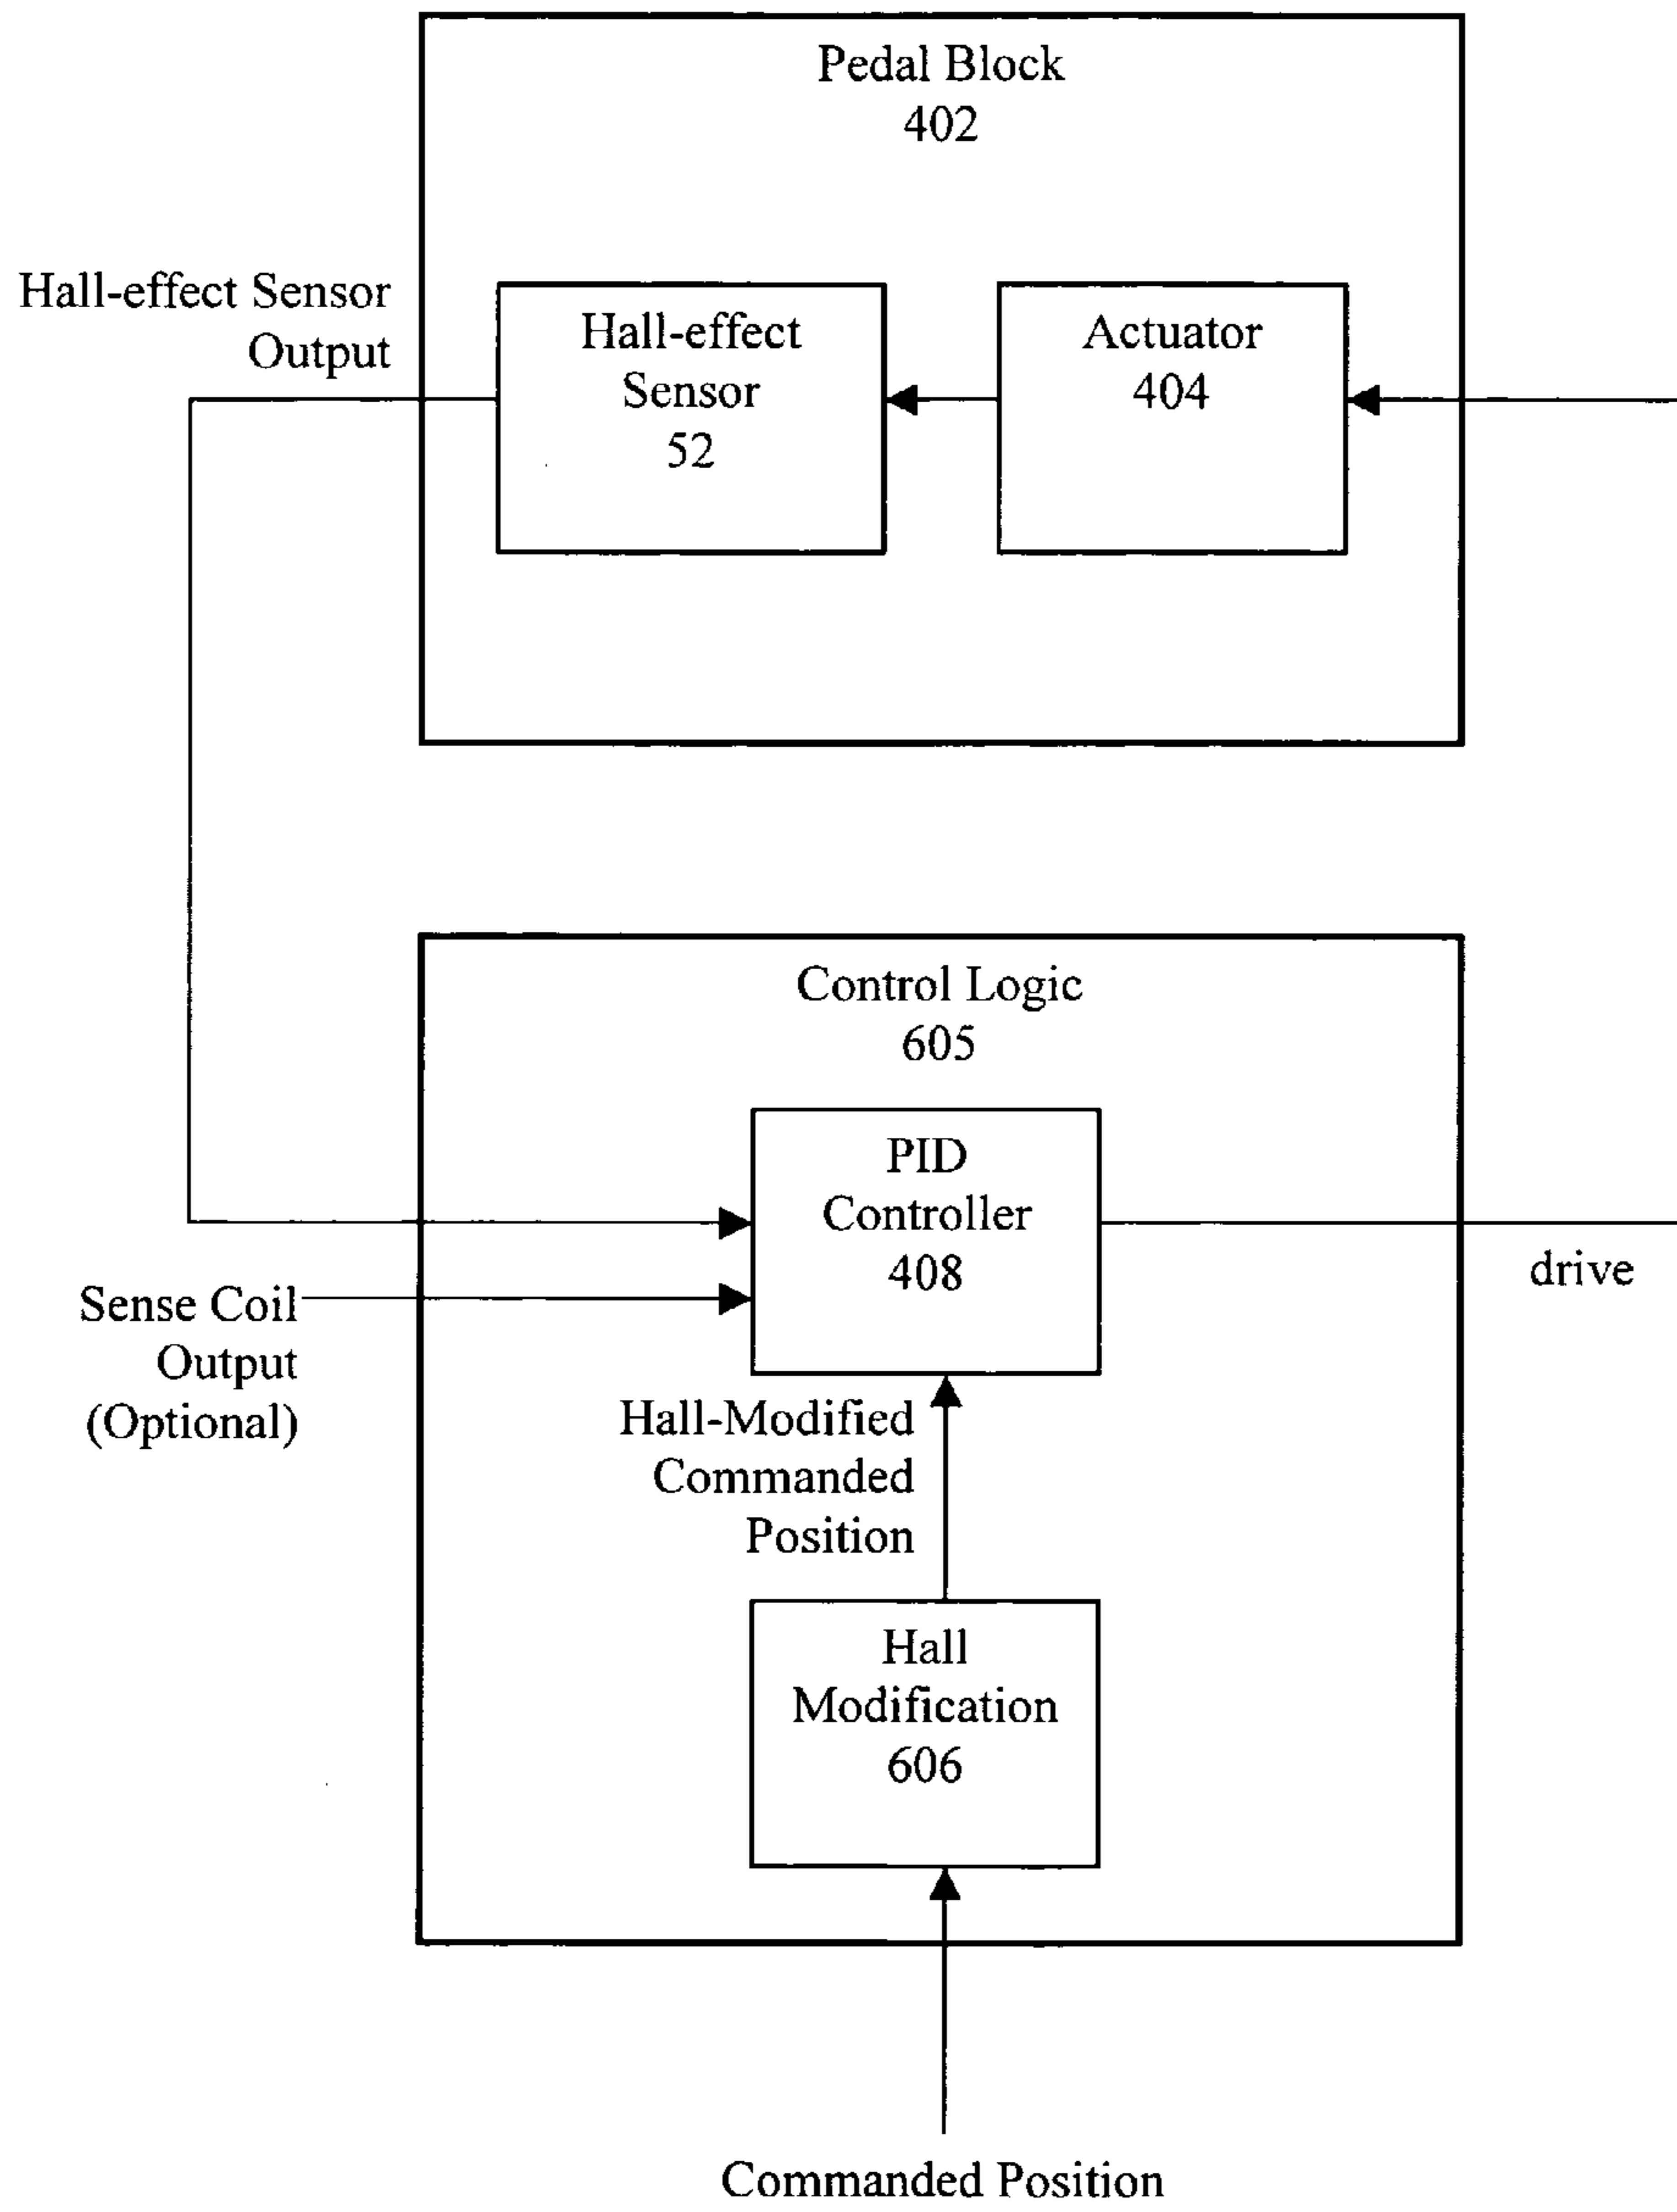 Pedal Block
402
Hall-effect Sensor
Output
Hall-effect
Sensor
52
Actuator
404
Control Logic
605
PID
Controller
408
drive
Sense Coil
Output
(Optional)
Hall-Modified
Commanded
Position
Hall
Modification
606
Commanded Position